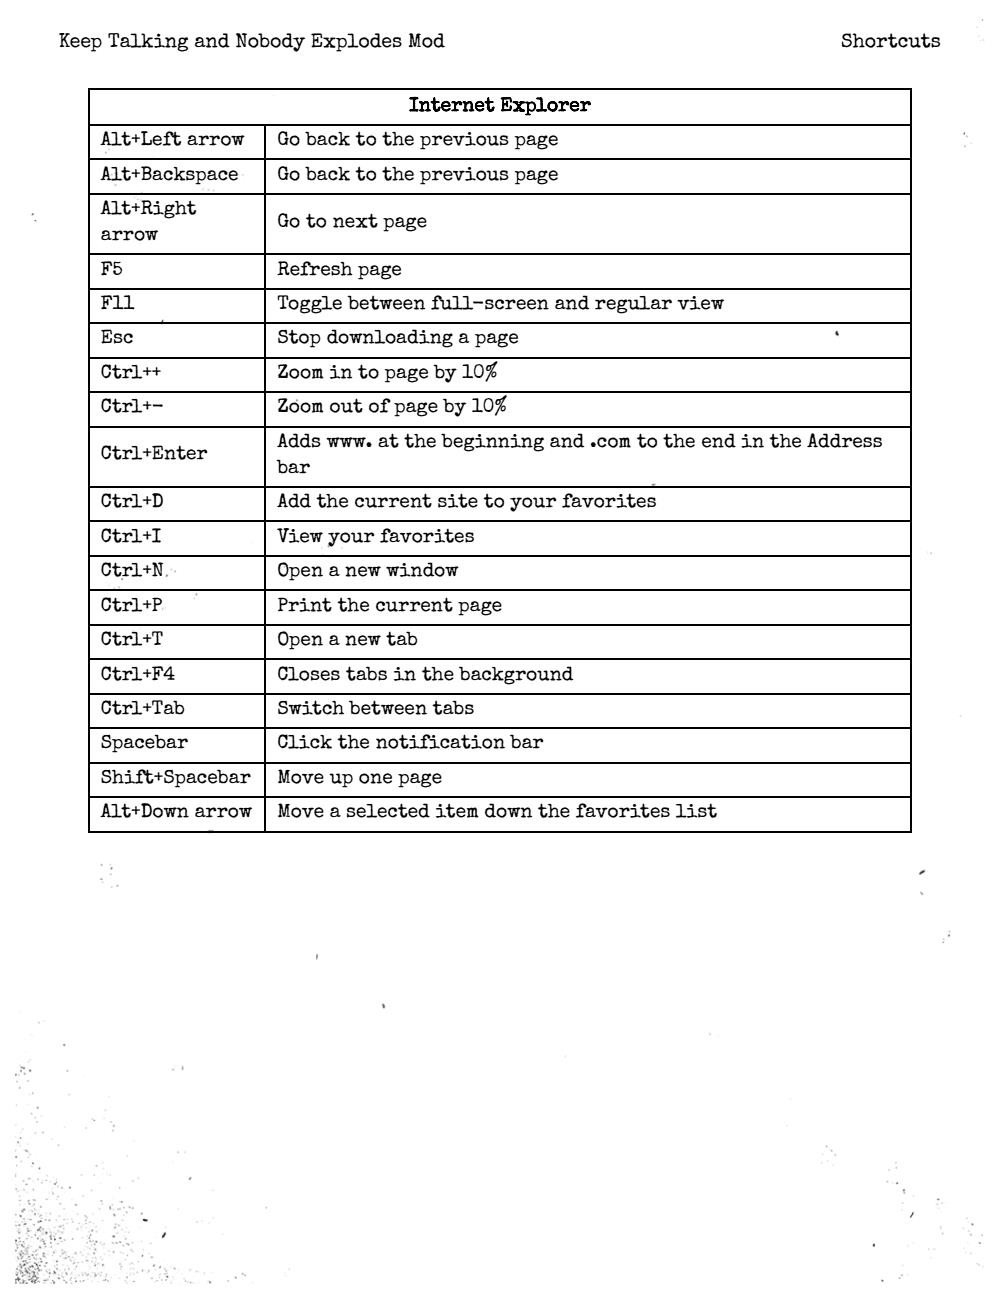 Keep Talking and Nobody Explodes Mod Shortcuts
Internet Explorer
Alt+Left arrow Go back to the previous page
Alt+Backspace Go back to the previous page
Alt+Right
arrow
Go to next page
F5 Refresh page
F11 Toggle between full-screen and regular view
Esc Stop downloading a page
Ctrl++ Zoom in to page by 10%
Ctrl+- Zoom out of page by 10%
Ctrl+Enter
Adds www. at the beginning and .com to the end in the Address
bar
Ctrl+D Add the current site to your favorites
Ctrl+I View your favorites
Ctrl+N Open a new window
Ctrl+P Print the current page
Ctrl+T Open a new tab
Ctrl+F4 Closes tabs in the background
Ctrl+Tab Switch between tabs
Spacebar Click the notification bar
Shift+Spacebar Move up one page
Alt+Down arrow Move a selected item down the favorites list